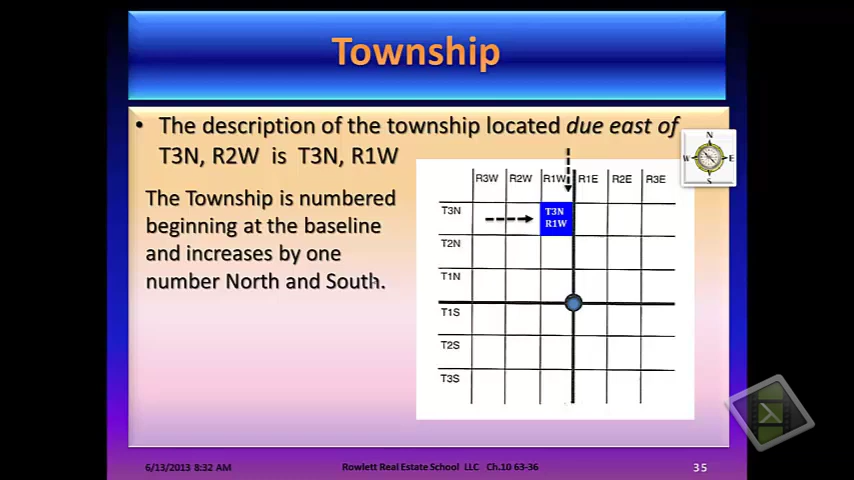 Township
• The description of the township located due east of
T3N, R2W is T3N, R1W
The Township is numbered
beginning at the baseline
and increases by one
number North and South.
N
W E
S
R3W R2W R1W R1E R2E R3E
T3N
T3N
R1W
T2N
T1N
T1S
T2S
T3S
6/13/2013 8:32 AM Rowlett Real Estate School LLC Ch.10 63-36 35